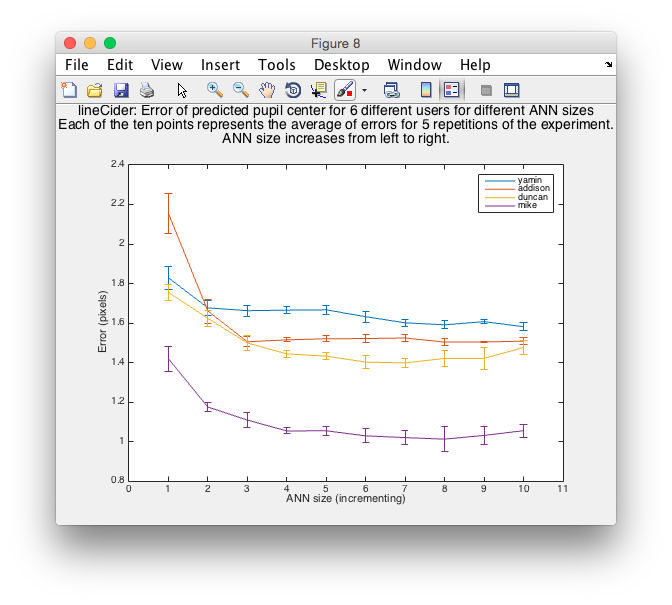 Figure 8
File Edit View Insert Tools Desktop Window Help
lineCider: Error of predicted pupil center for 6 different users for different ANN sizes
Each of the ten points represents the average of errors for 5 repetitions of the experiment.
ANN size increases from left to right.
2.4
2.2
2
1.8
1.6
1.4
1.2
1
0.8
Error (pixels)
yamin
addison
duncan
mike
0 1 2 3 4 5 6 7 8 9 10 11
ANN size (incrementing)